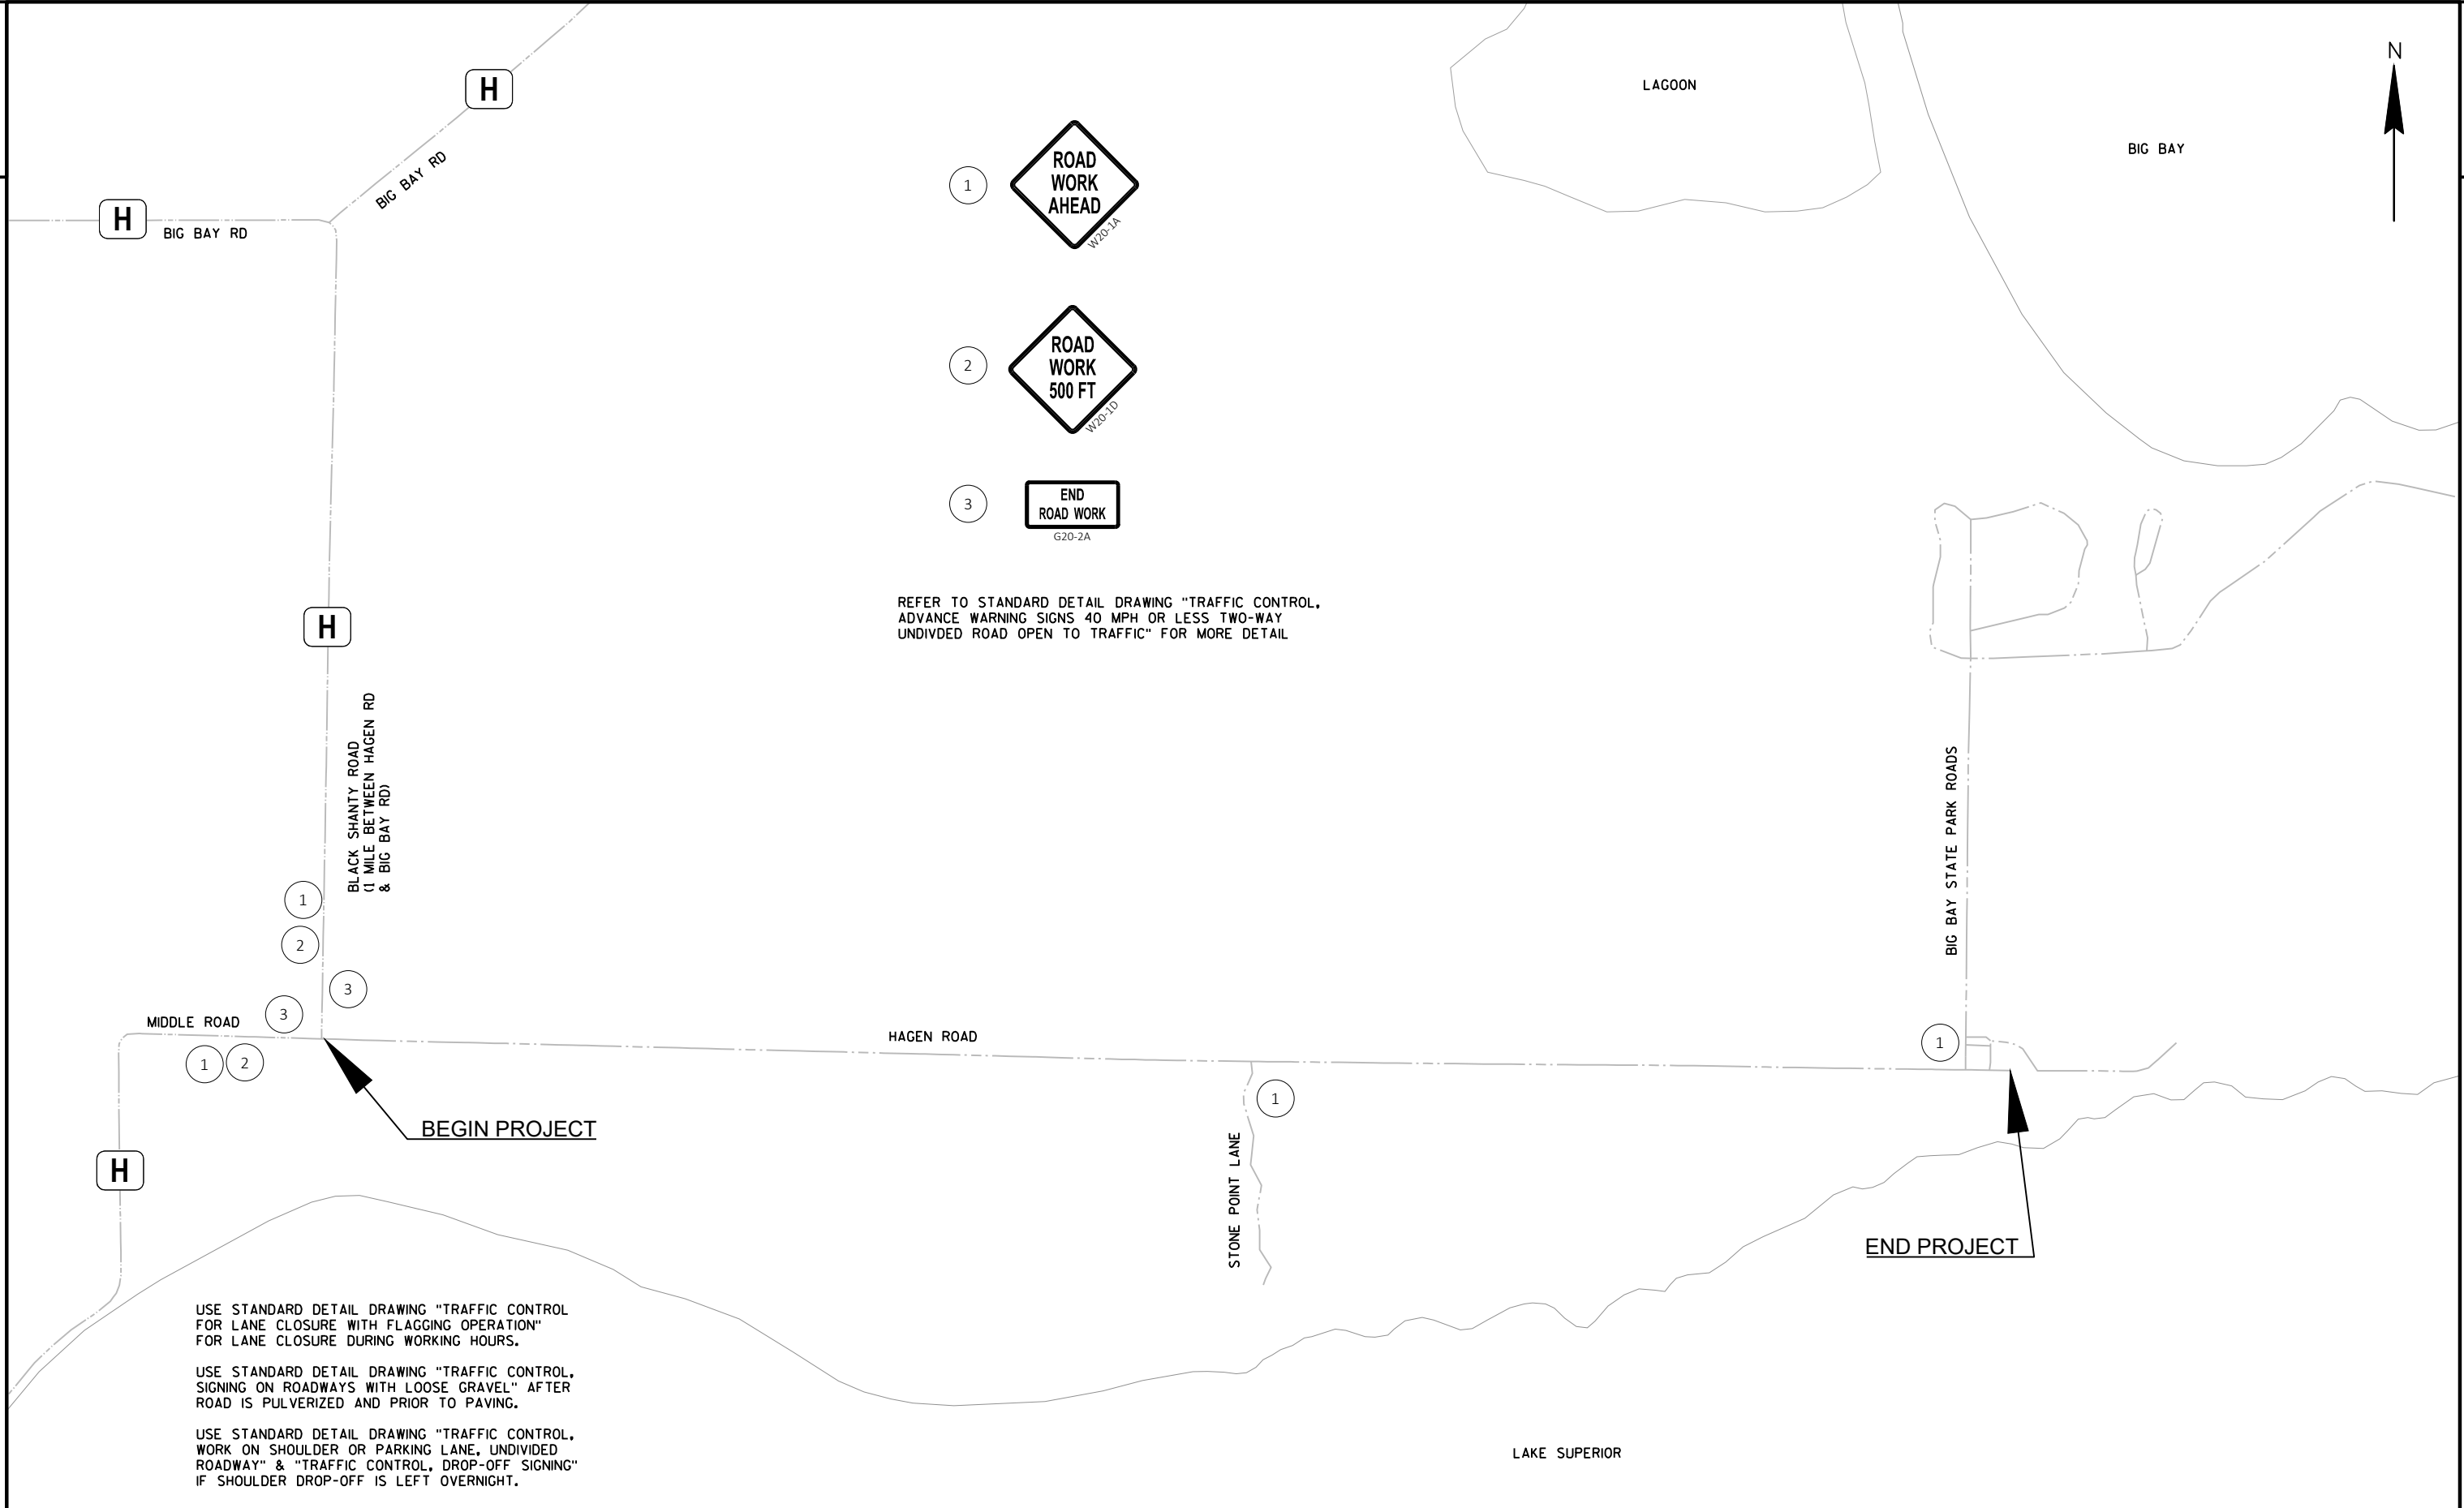 N
H
LAGOON
BIG BAY
BIG BAY RD
H
BIG BAY RD
1
ROAD
WORK
AHEAD
W20-1A
2
ROAD
WORK
500 FT
W20-1D
3
END
ROAD WORK
G20-2A
REFER TO STANDARD DETAIL DRAWING "TRAFFIC CONTROL,
ADVANCE WARNING SIGNS 40 MPH OR LESS TWO-WAY
UNDIVDED ROAD OPEN TO TRAFFIC" FOR MORE DETAIL
H
BLACK SHANTY ROAD
(1 MILE BETWEEN HAGEN RD
& BIG BAY RD)
BIG BAY STATE PARK ROADS
1
2
3
3
MIDDLE ROAD
1
2
HAGEN ROAD
1
1
BEGIN PROJECT
H
STONE POINT LANE
END PROJECT
USE STANDARD DETAIL DRAWING "TRAFFIC CONTROL
FOR LANE CLOSURE WITH FLAGGING OPERATION"
FOR LANE CLOSURE DURING WORKING HOURS.
USE STANDARD DETAIL DRAWING "TRAFFIC CONTROL,
SIGNING ON ROADWAYS WITH LOOSE GRAVEL" AFTER
ROAD IS PULVERIZED AND PRIOR TO PAVING.
USE STANDARD DETAIL DRAWING "TRAFFIC CONTROL,
WORK ON SHOULDER OR PARKING LANE, UNDIVIDED
ROADWAY" & "TRAFFIC CONTROL, DROP-OFF SIGNING"
IF SHOULDER DROP-OFF IS LEFT OVERNIGHT.
LAKE SUPERIOR